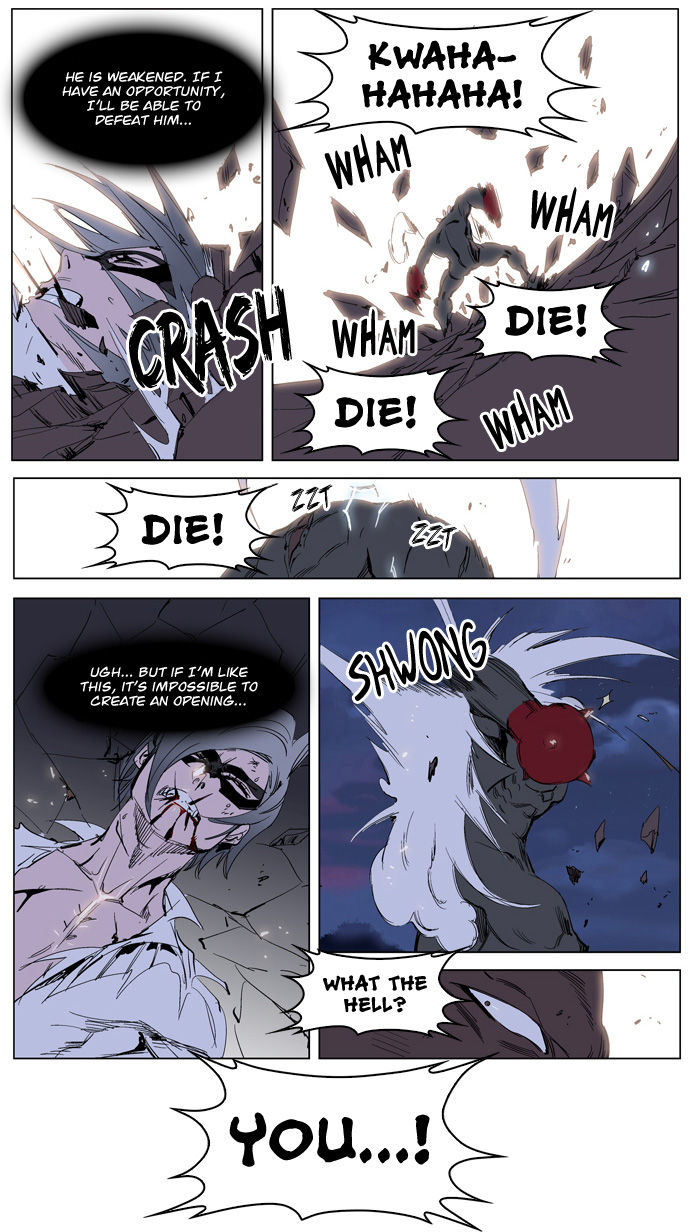 HE IS WEAKENED. IF I
HAVE AN OPPORTUNITY,
I'LL BE ABLE TO
DEFEAT HIM...
CRASH
KWAHA-
HAHAHA!
WHAM
WHAM
DIE!
WHAM
DIE!
WHAM
DIE!
ZZT
ZZT
UGH... BUT IF I'M LIKE
THIS, IT'S IMPOSSIBLE TO
CREATE AN OPENING...
SHWONG
WHAT THE
HELL?
YOU...!